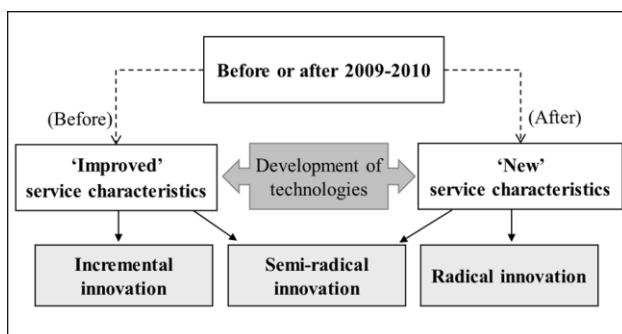 Before or after 2009-2010
(Before)
(After)
‘Improved’
service characteristics
Development of
technologies
‘New’
service characteristics
Incremental
innovation
Semi-radical
innovation
Radical innovation